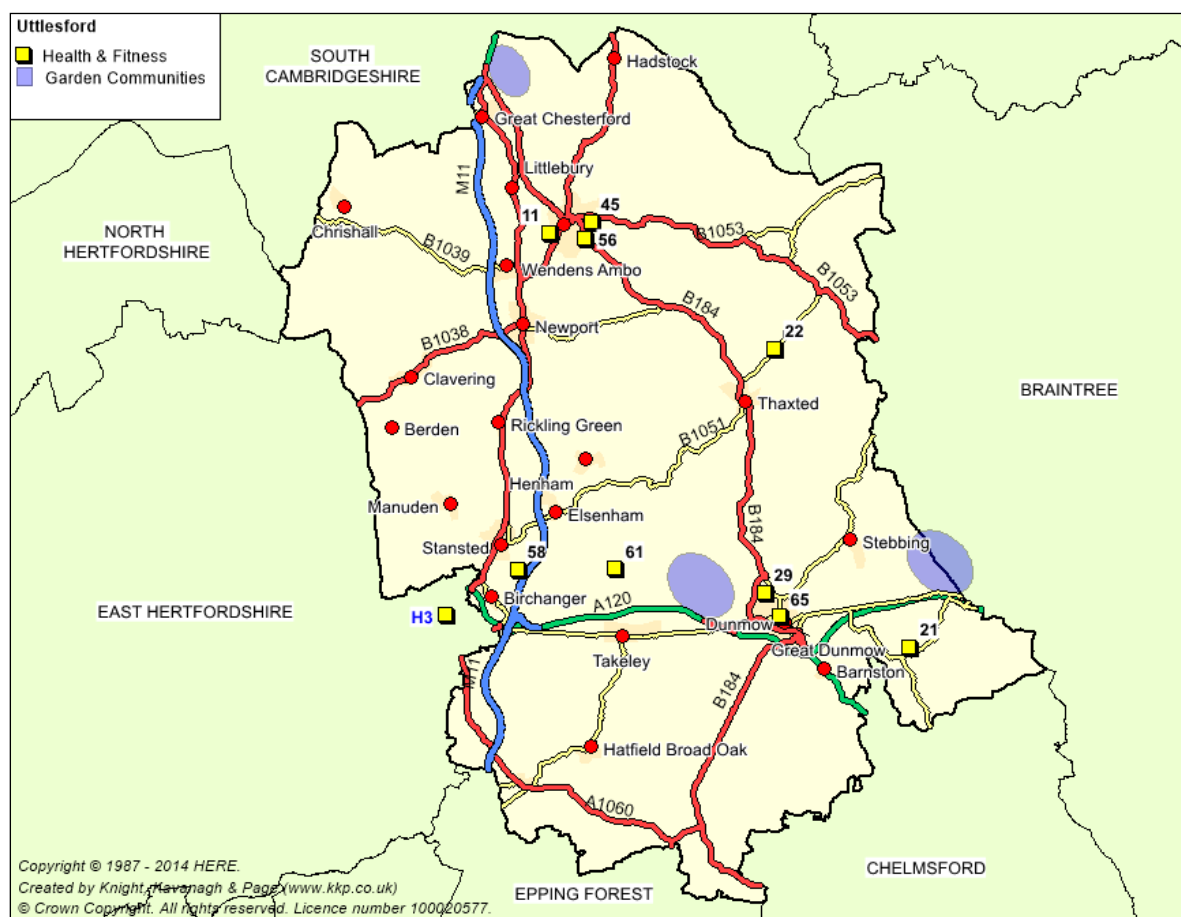 Uttlesford
Health & Fitness
Garden Communities
SOUTH
CAMBRIDGESHIRE
Hadstock
Great Chesterford
M11
Littlebury
Chrishall
NORTH
HERTFORDSHIRE
11
45
56
B1053
B1039
Wendens Ambo
B1053
B184
Newport
B1038
22
Clavering
Thaxted
BRAINTREE
Berden
Rickling Green
B1051
Henham
Manuden
Elsenham
B184
Stansted
Stebbing
58
61
29
EAST HERTFORDSHIRE
H3
Birchanger
A120
65
Dunmow
21
Takeley
Great Dunmow
M11
Barnston
B184
Hatfield Broad Oak
A1060
CHELMSFORD
EPPING FOREST
Copyright © 1987 - 2014 HERE.
Created by Knight, Kavanagh & Page (www.kkp.co.uk)
© Crown Copyright. All rights reserved. Licence number 100020577.